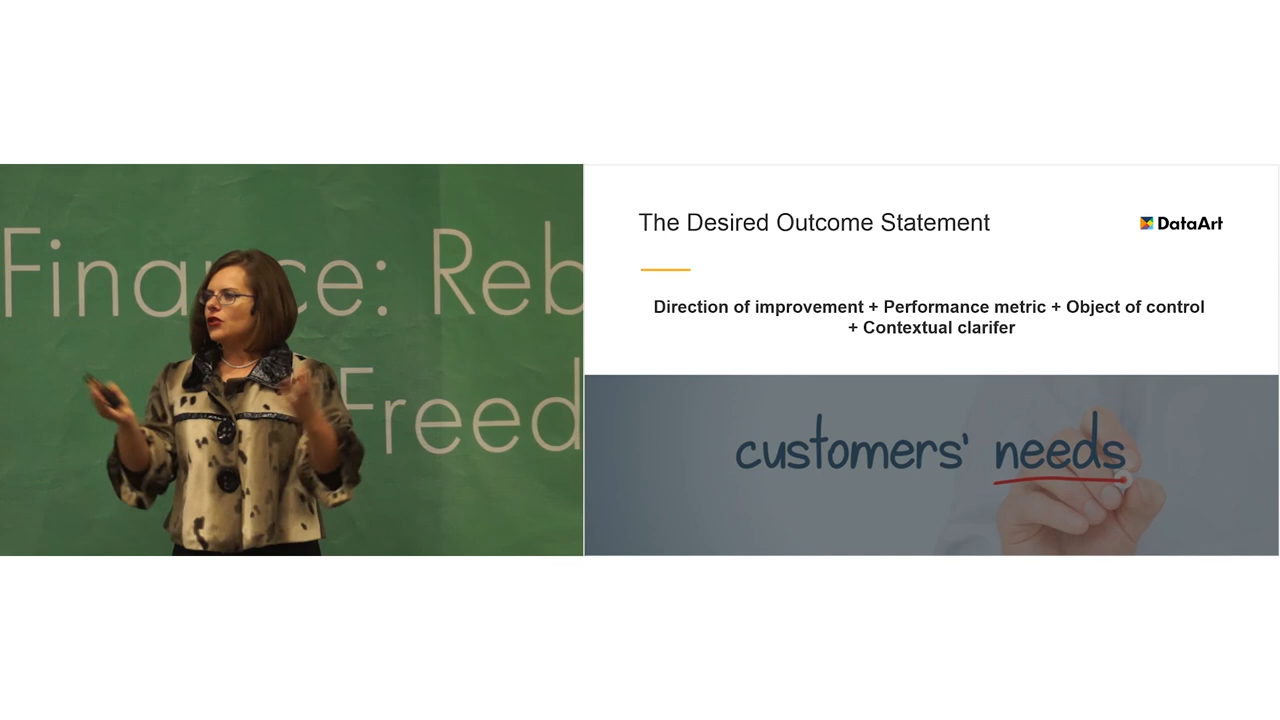 Finance: Reb
Freed
The Desired Outcome Statement
DataArt
Direction of improvement + Performance metric + Object of control
+ Contextual clarifer
customers' needs